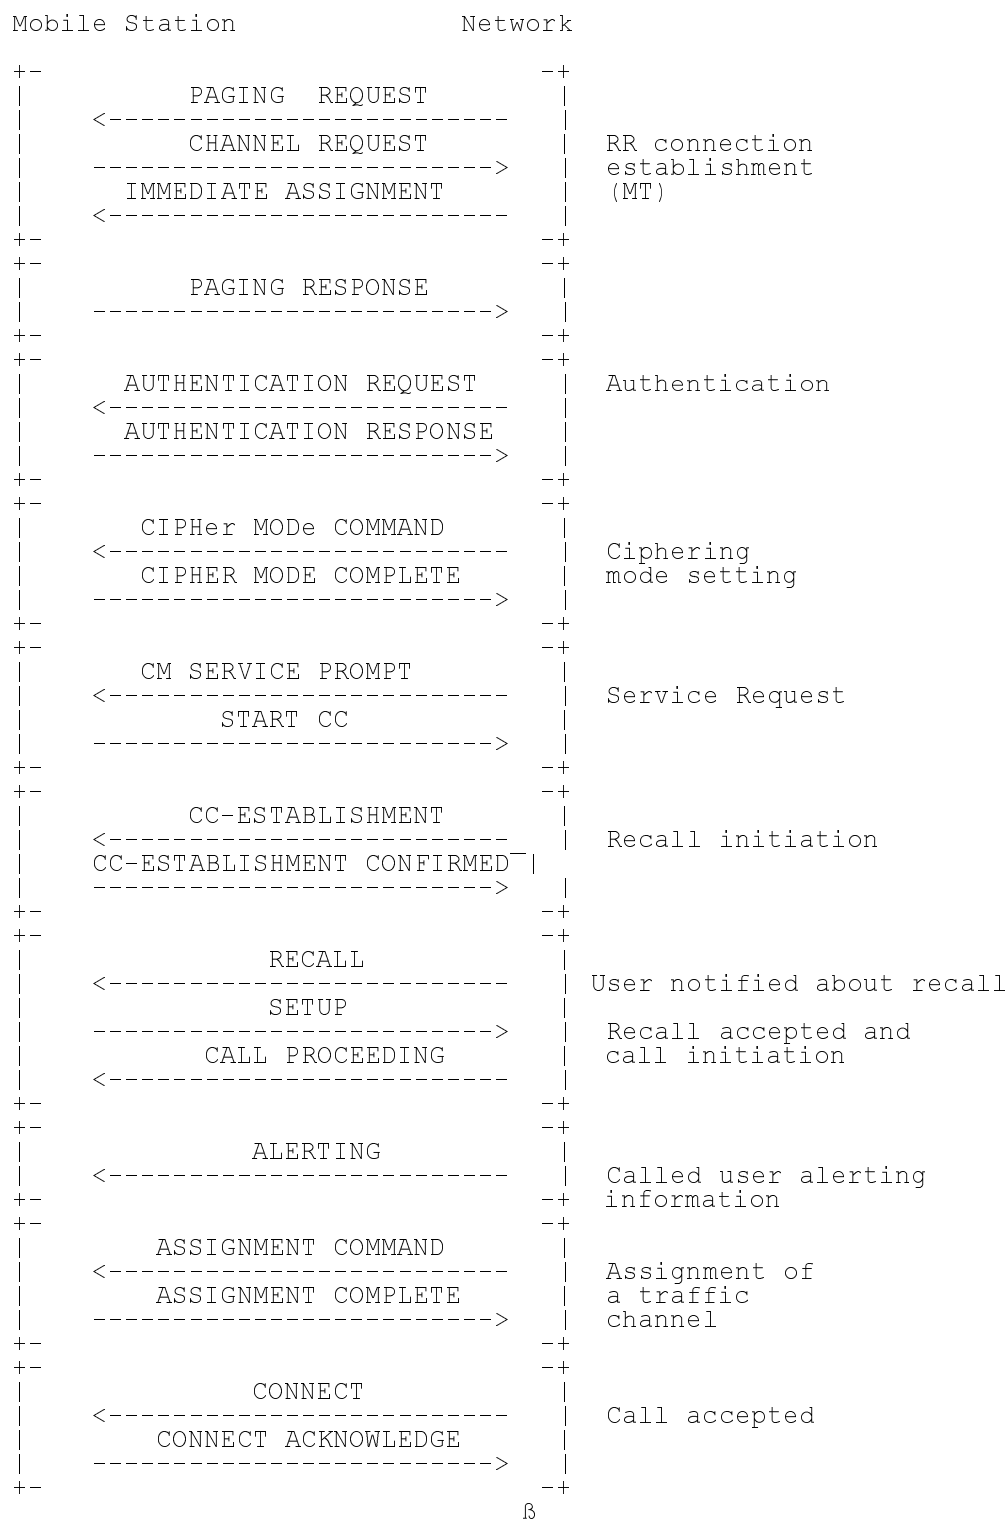 Mobile Station Network
+- -+
| PAGING  REQUEST |
| <------------------------- |
| CHANNEL REQUEST | RR connection
| -------------------------> | establishment
| IMMEDIATE ASSIGNMENT | (MT)
| <------------------------- |
+- -+
+- -+
| PAGING RESPONSE |
| -------------------------> |
+- -+
+- -+
| AUTHENTICATION REQUEST | Authentication
| <------------------------- |
| AUTHENTICATION RESPONSE |
| -------------------------> |
+- -+
+- -+
| CIPHer MODe COMMAND |
| <------------------------- | Ciphering
| CIPHER MODE COMPLETE | mode setting
| -------------------------> |
+- -+
+- -+
| CM SERVICE PROMPT |
| <------------------------- | Service Request
| START CC |
| -------------------------> |
+- -+
+- -+
| CC-ESTABLISHMENT |
| <------------------------- | Recall initiation
| CC-ESTABLISHMENT CONFIRMED¯|
| -------------------------> |
+- -+
+- -+
| RECALL |
| <------------------------- | User notified about recall
| SETUP |
| -------------------------> | Recall accepted and
| CALL PROCEEDING | call initiation
| <------------------------- |
+- -+
+- -+
| ALERTING |
| <------------------------- | Called user alerting
+- -+ information
+- -+
| ASSIGNMENT COMMAND |
| <------------------------- | Assignment of
| ASSIGNMENT COMPLETE | a traffic
| -------------------------> | channel
+- -+
+- -+
| CONNECT |
| <------------------------- | Call accepted
| CONNECT ACKNOWLEDGE |
| -------------------------> |
+- -+
ß